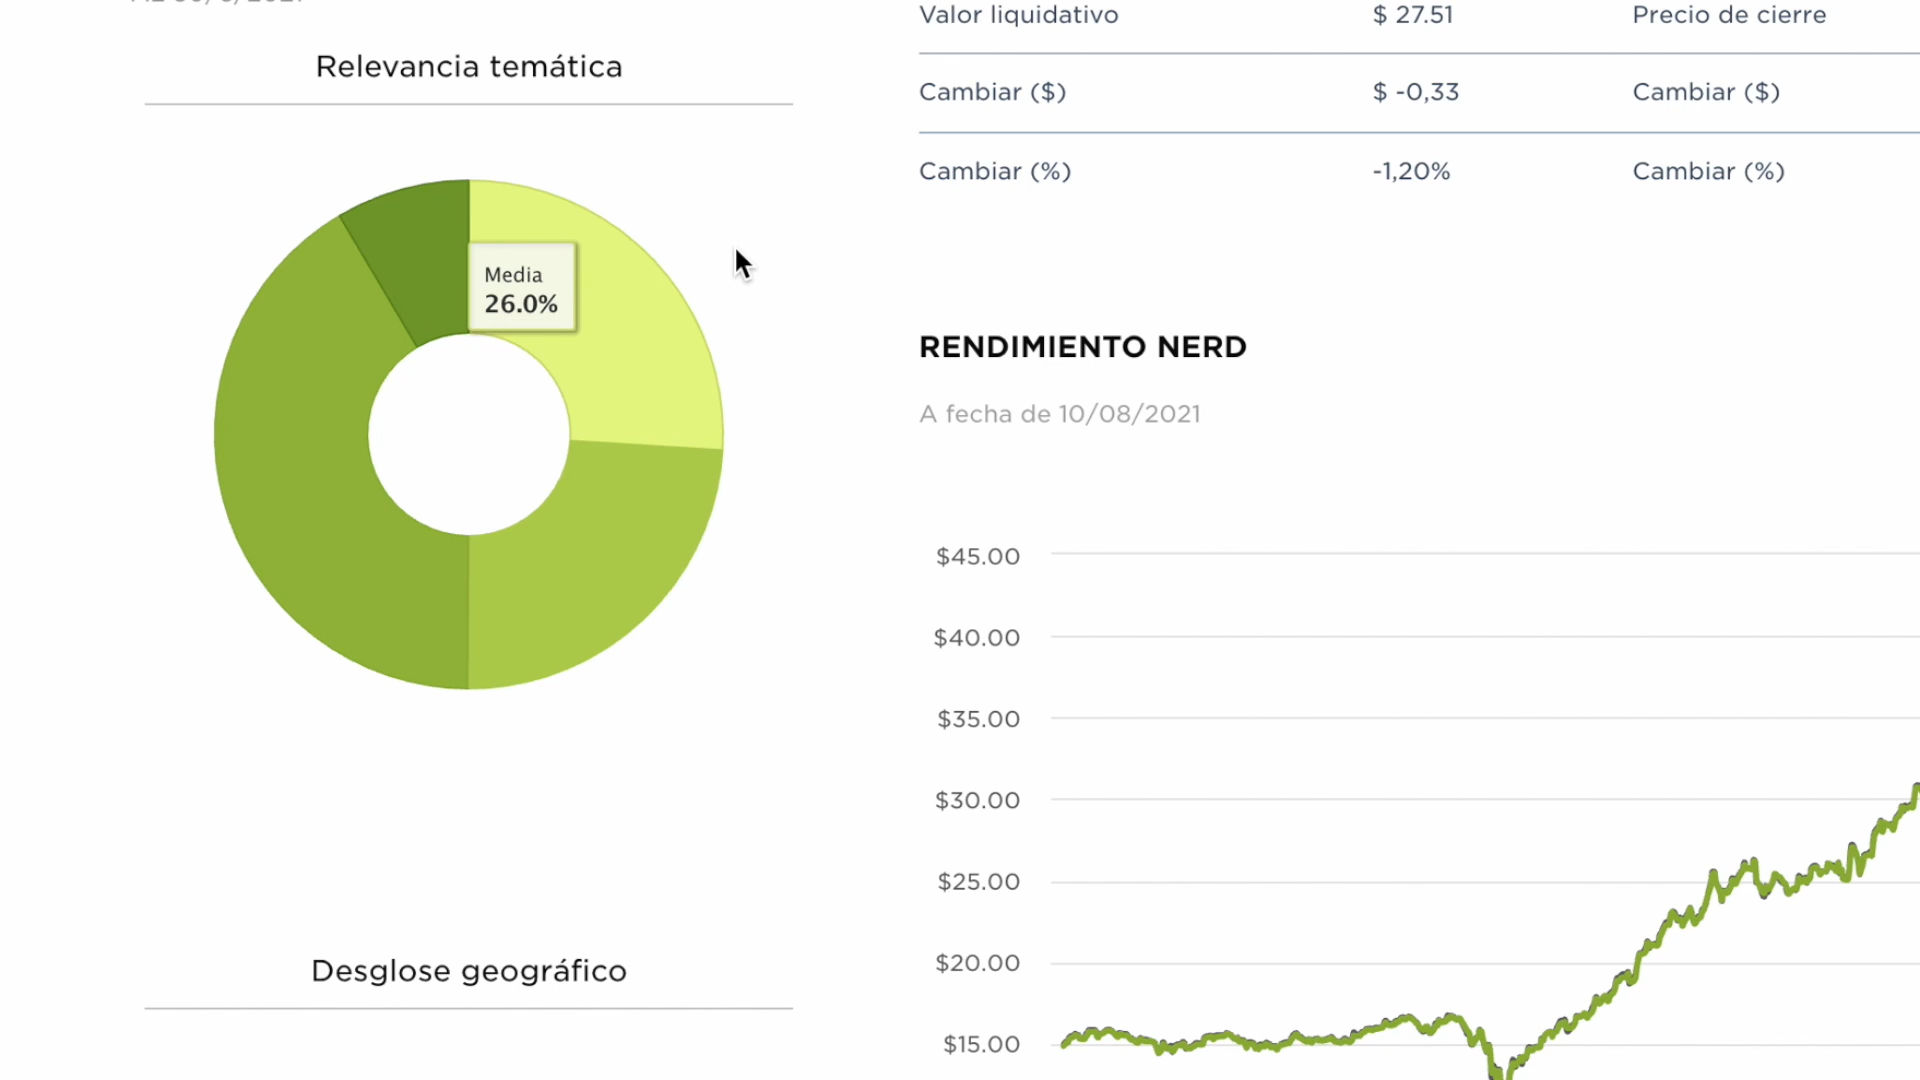 Relevancia temática
Media
26.0%
Desglose geográfico
Valor liquidativo $ 27.51 Precio de cierre
Cambiar ($) $ -0,33 Cambiar ($)
Cambiar (%) -1,20% Cambiar (%)
RENDIMIENTO NERD
A fecha de 10/08/2021
$45.00
$40.00
$35.00
$30.00
$25.00
$20.00
$15.00